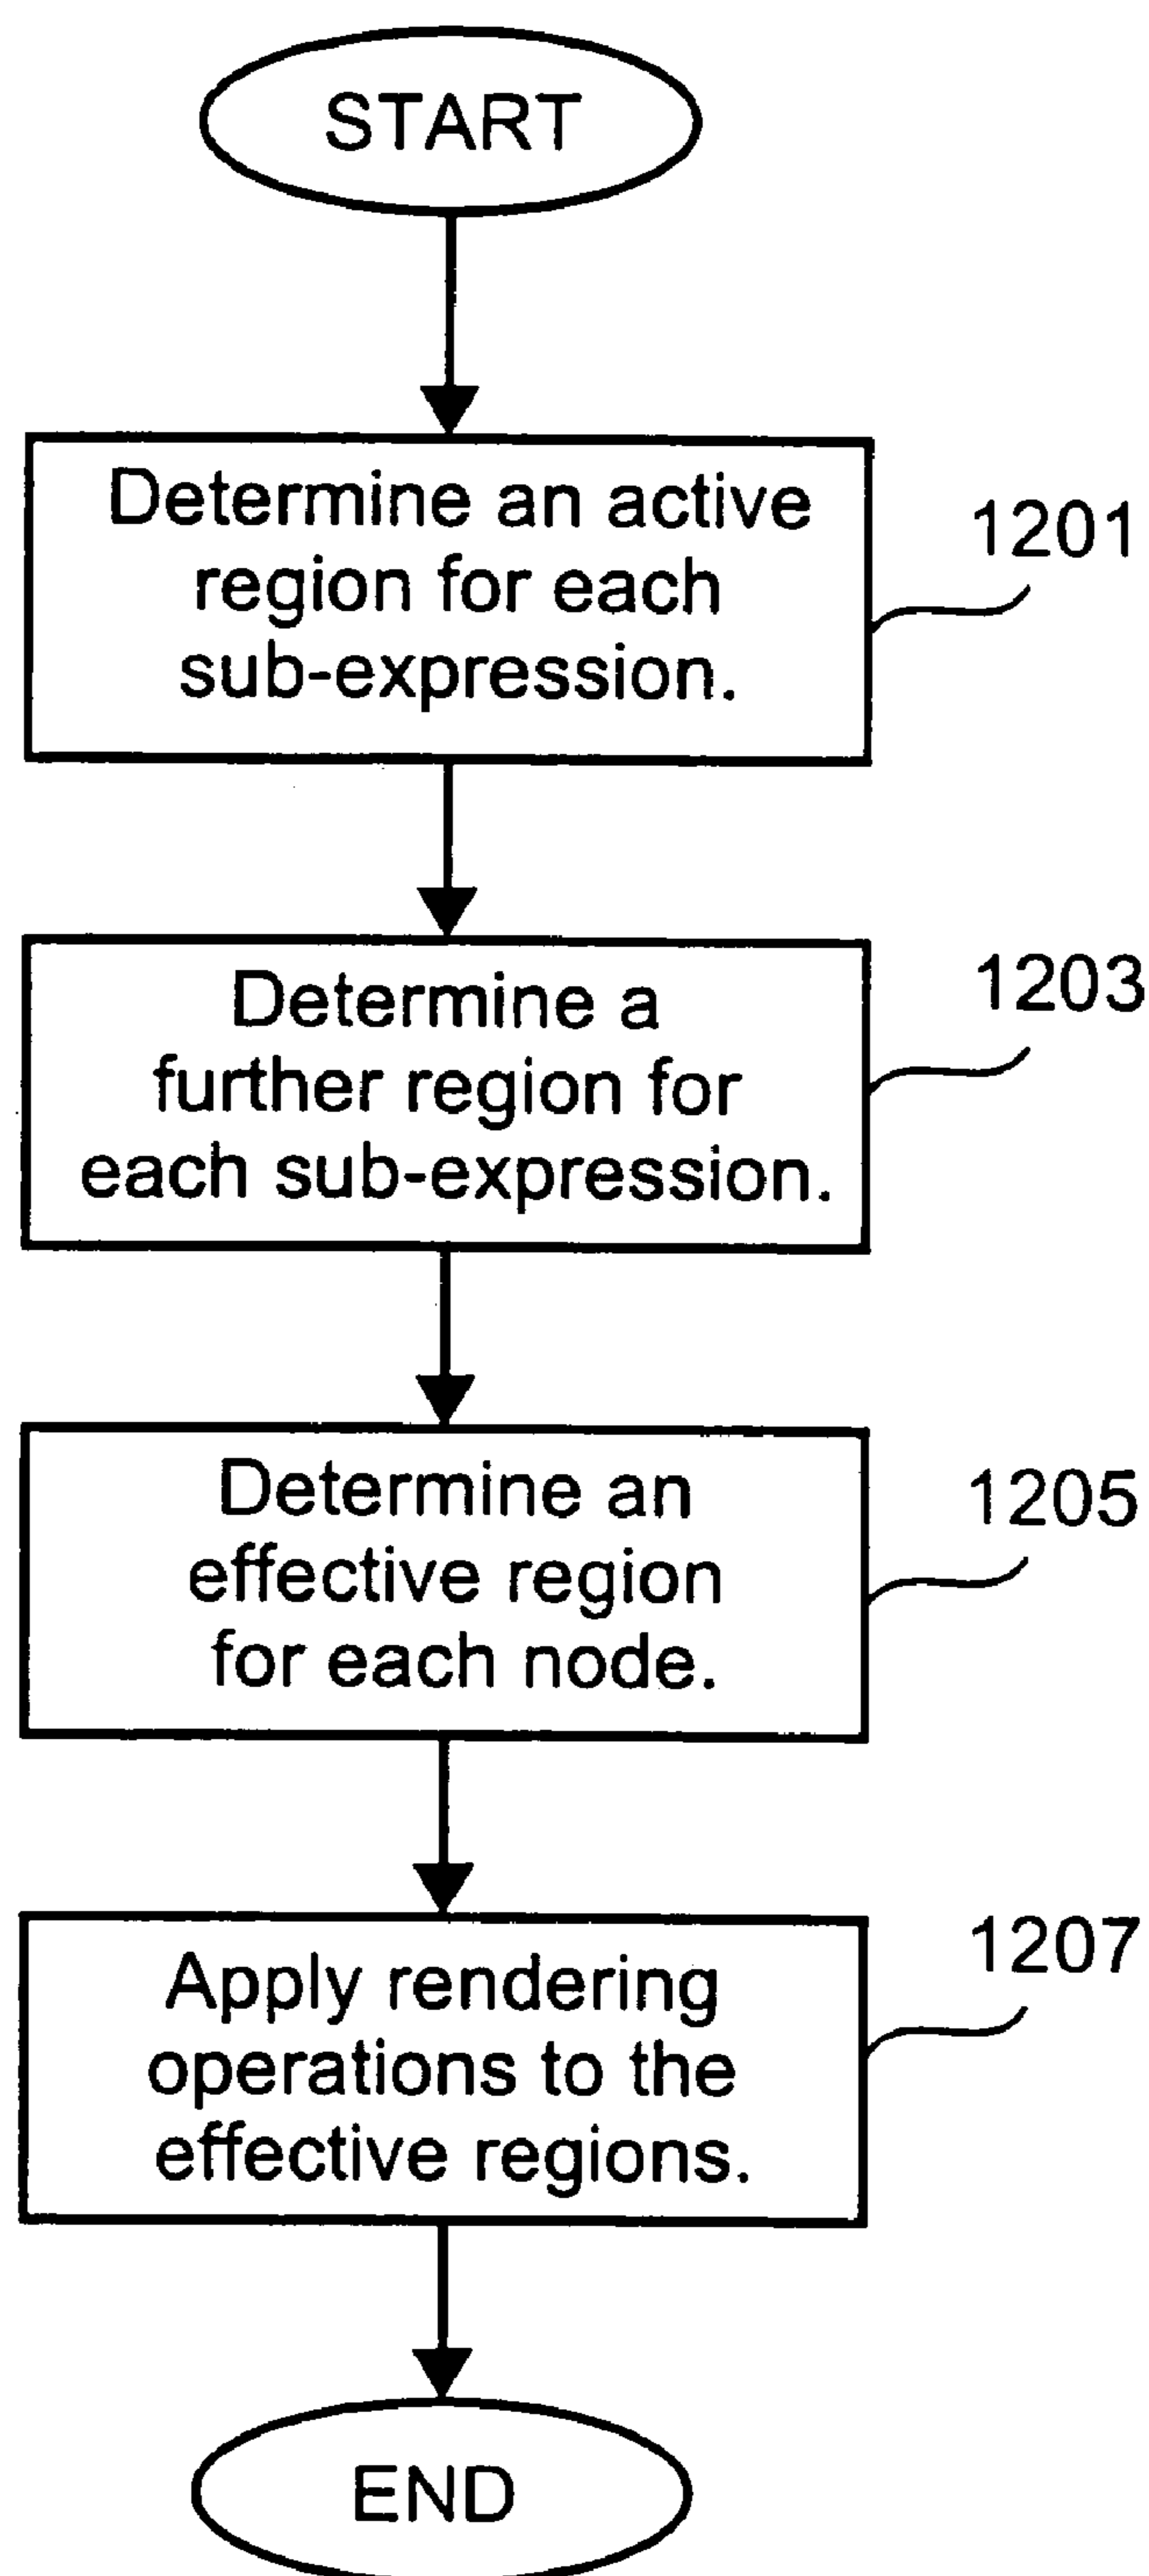 START
Determine an active
region for each
sub-expression.
1201
Determine a
further region for
each sub-expression.
1203
Determine an
effective region
for each node.
1205
Apply rendering
operations to the
effective regions.
1207
END